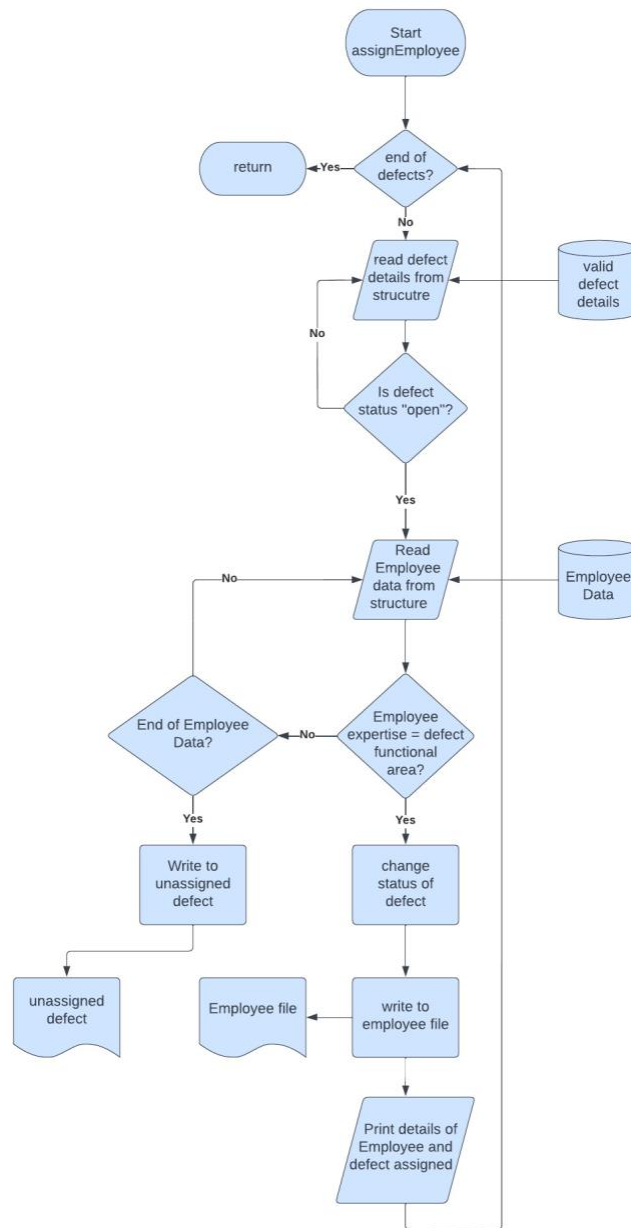 Start
assignEmployee
end of
defects?
Yes
return
No
read defect
details from
strucutre
valid
defect
details
No
Is defect
status "open"?
Yes
Read
Employee
data from
structure
Employee
Data
No
Employee
expertise = defect
functional
area?
No
End of Employee
Data?
Yes
Yes
Write to
unassigned
defect
change
status of
defect
unassigned
defect
Employee file
write to
employee file
Print details of
Employee and
defect assigned